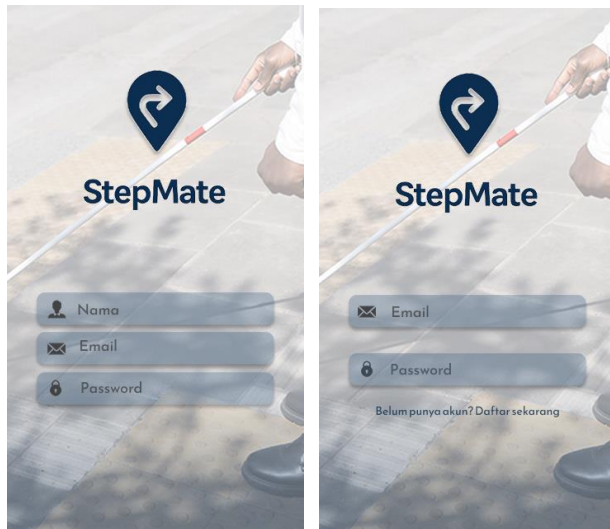 StepMate
Nama
Email
Password
StepMate
Email
Password
Belum punya akun? Daftar sekarang